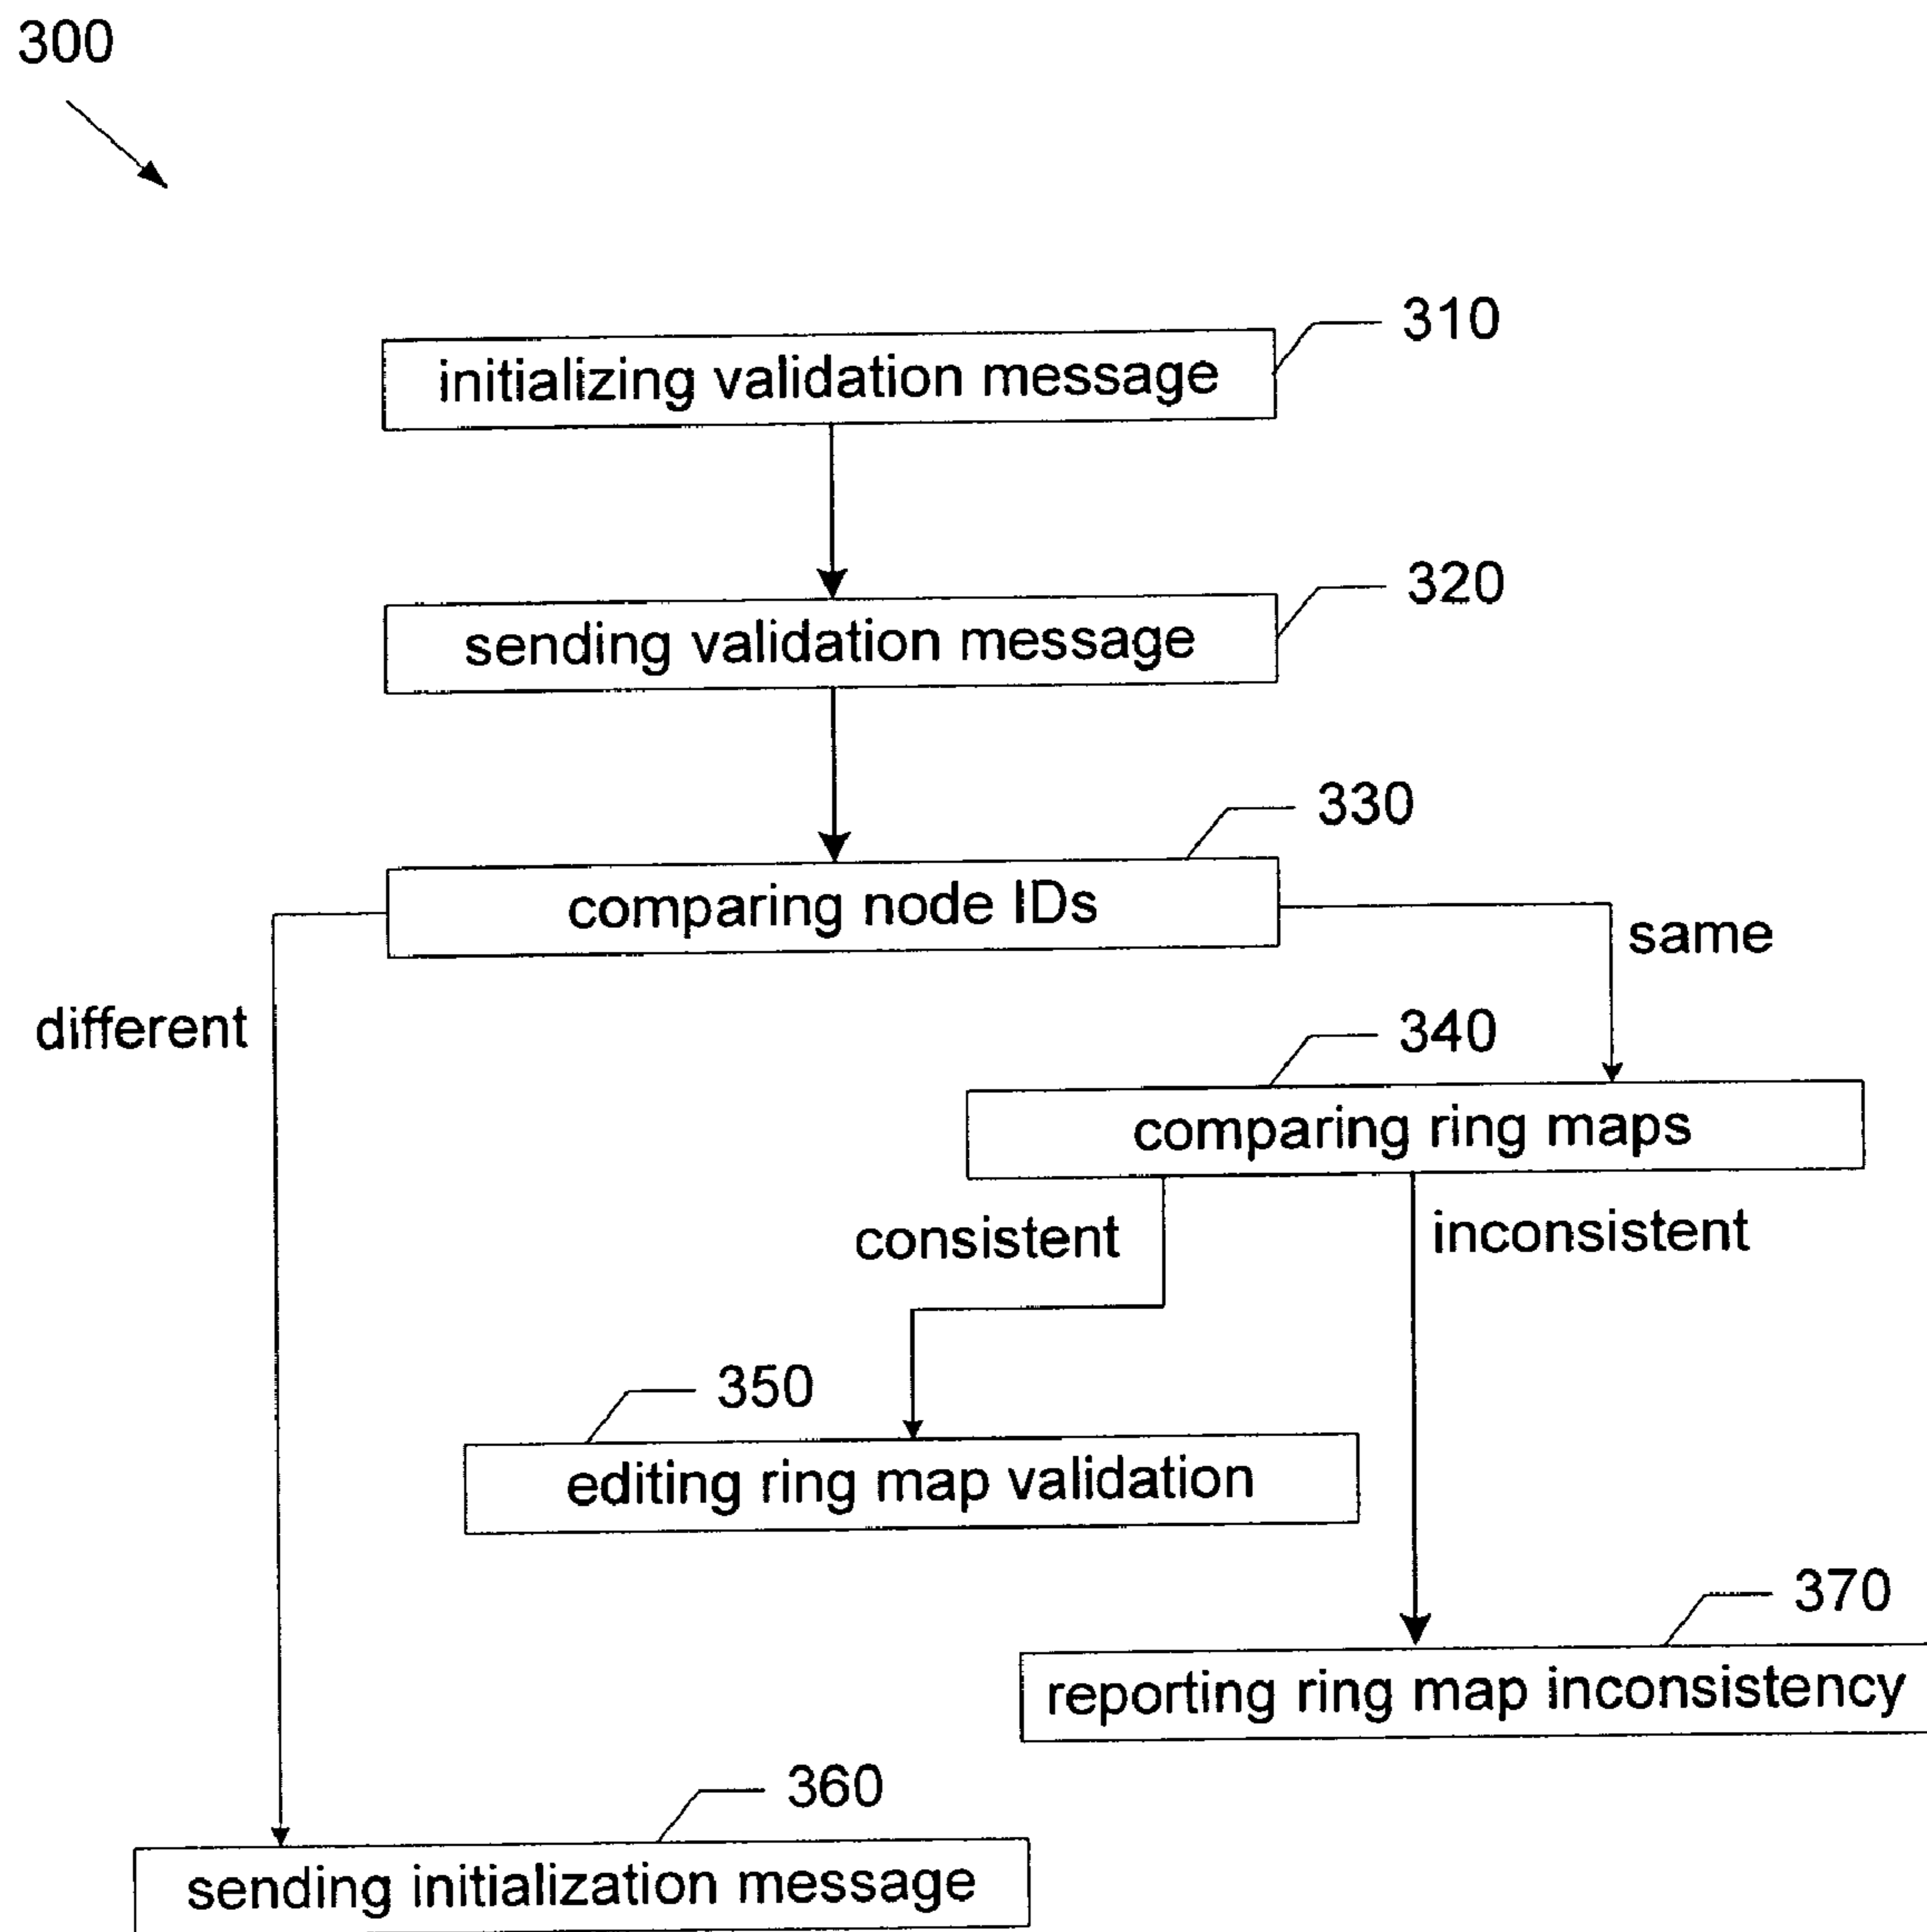 300
310
initializing validation message
320
sending validation message
330
comparing node IDs
same
different
340
comparing ring maps
consistent
inconsistent
350
editing ring map validation
370
reporting ring map inconsistency
360
sending initialization message